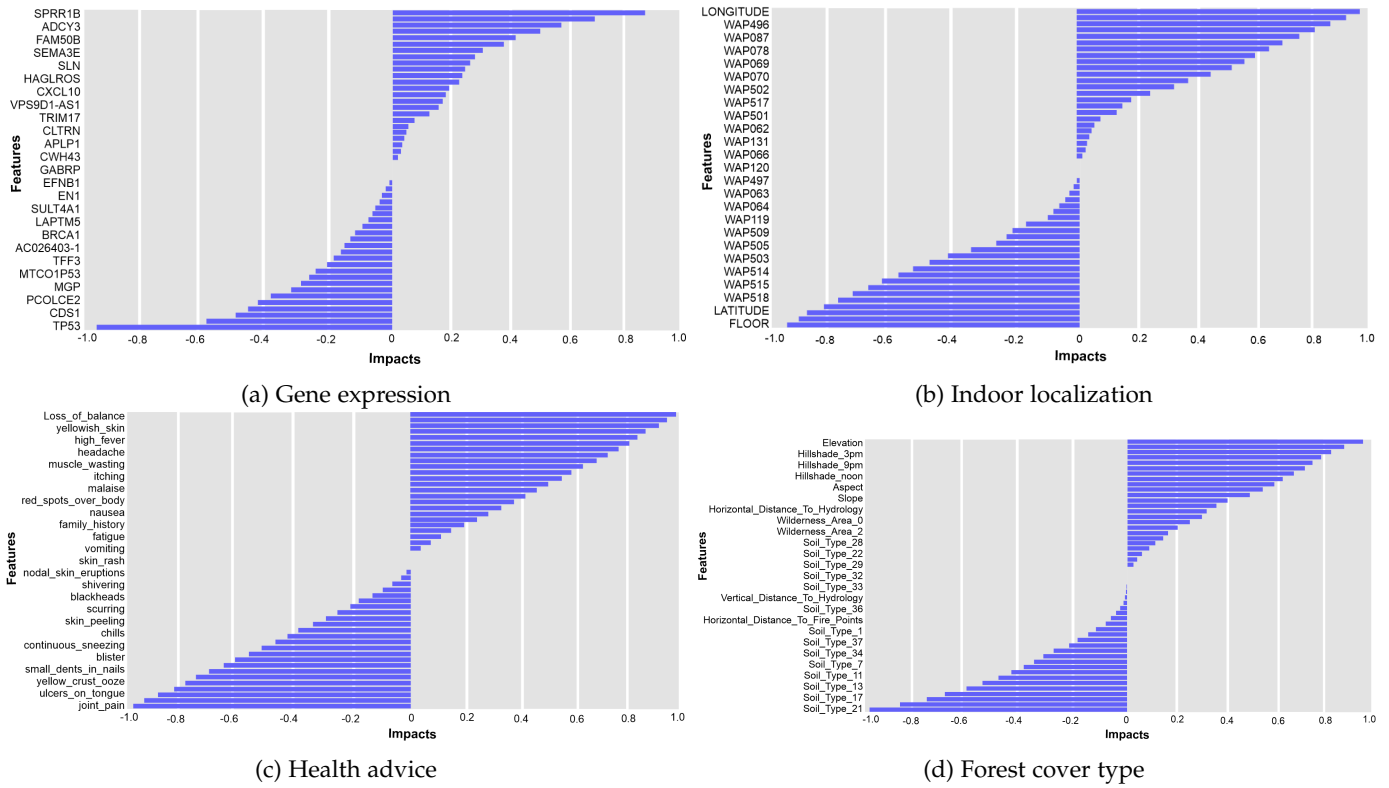 SPRR1B
ADCY3
FAM50B
SEMA3E
SLN
HAGLROS
CXCL10
VPS9D1-AS1
TRIM17
CLTRN
APLP1
CWH43
GABRP
EFNB1
EN1
SULT4A1
LAPTM5
BRCA1
AC026403-1
TFF3
MTCO1P53
MGP
PCOLCE2
CDS1
TP53
Features
-1.0 -0.8 -0.6 -0.4 -0.2 0 0.2 0.4 0.6 0.8 1.0
Impacts
(a) Gene expression
LONGITUDE
WAP496
WAP087
WAP078
WAP069
WAP070
WAP502
WAP517
WAP501
WAP062
WAP131
WAP066
WAP120
WAP497
WAP063
WAP064
WAP119
WAP509
WAP505
WAP503
WAP514
WAP515
WAP518
LATITUDE
FLOOR
Features
-1.0 -0.8 -0.6 -0.4 -0.2 0 0.2 0.4 0.6 0.8 1.0
Impacts
(b) Indoor localization
Loss_of_balance
yellowish_skin
high_fever
headache
muscle_wasting
itching
malaise
red_spots_over_body
nausea
family_history
fatigue
vomiting
skin_rash
nodal_skin_eruptions
shivering
blackheads
scurring
skin_peeling
chills
continuous_sneezing
blister
small_dents_in_nails
yellow_crust_ooze
ulcers_on_tongue
joint_pain
Features
-1.0 -0.8 -0.6 -0.4 -0.2 0 0.2 0.4 0.6 0.8 1.0
Impacts
(c) Health advice
Elevation
Hillshade_3pm
Hillshade_9pm
Hillshade_noon
Aspect
Slope
Horizontal_Distance_To_Hydrology
Wilderness_Area_0
Wilderness_Area_2
Soil_Type_28
Soil_Type_22
Soil_Type_29
Soil_Type_32
Soil_Type_33
Vertical_Distance_To_Hydrology
Soil_Type_36
Horizontal_Distance_To_Fire_Points
Soil_Type_1
Soil_Type_37
Soil_Type_34
Soil_Type_7
Soil_Type_11
Soil_Type_13
Soil_Type_17
Soil_Type_21
Features
-1.0 -0.8 -0.6 -0.4 -0.2 0 0.2 0.4 0.6 0.8 1.0
Impacts
(d) Forest cover type